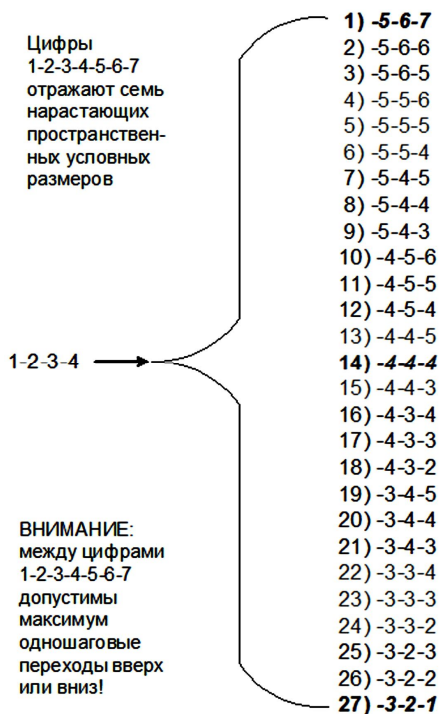 Цифры
1-2-3-4-5-6-7
отражают семь
нарастающих
пространствен-
ных условных
размеров
1-2-3-4
ВНИМАНИЕ:
между цифрами
1-2-3-4-5-6-7
допустимы
максимум
одношаговые
переходы вверх
или вниз!
1) -5-6-7
2) -5-6-6
3) -5-6-5
4) -5-5-6
5) -5-5-5
6) -5-5-4
7) -5-4-5
8) -5-4-4
9) -5-4-3
10) -4-5-6
11) -4-5-5
12) -4-5-4
13) -4-4-5
14) -4-4-4
15) -4-4-3
16) -4-3-4
17) -4-3-3
18) -4-3-2
19) -3-4-5
20) -3-4-4
21) -3-4-3
22) -3-3-4
23) -3-3-3
24) -3-3-2
25) -3-2-3
26) -3-2-2
27) -3-2-1